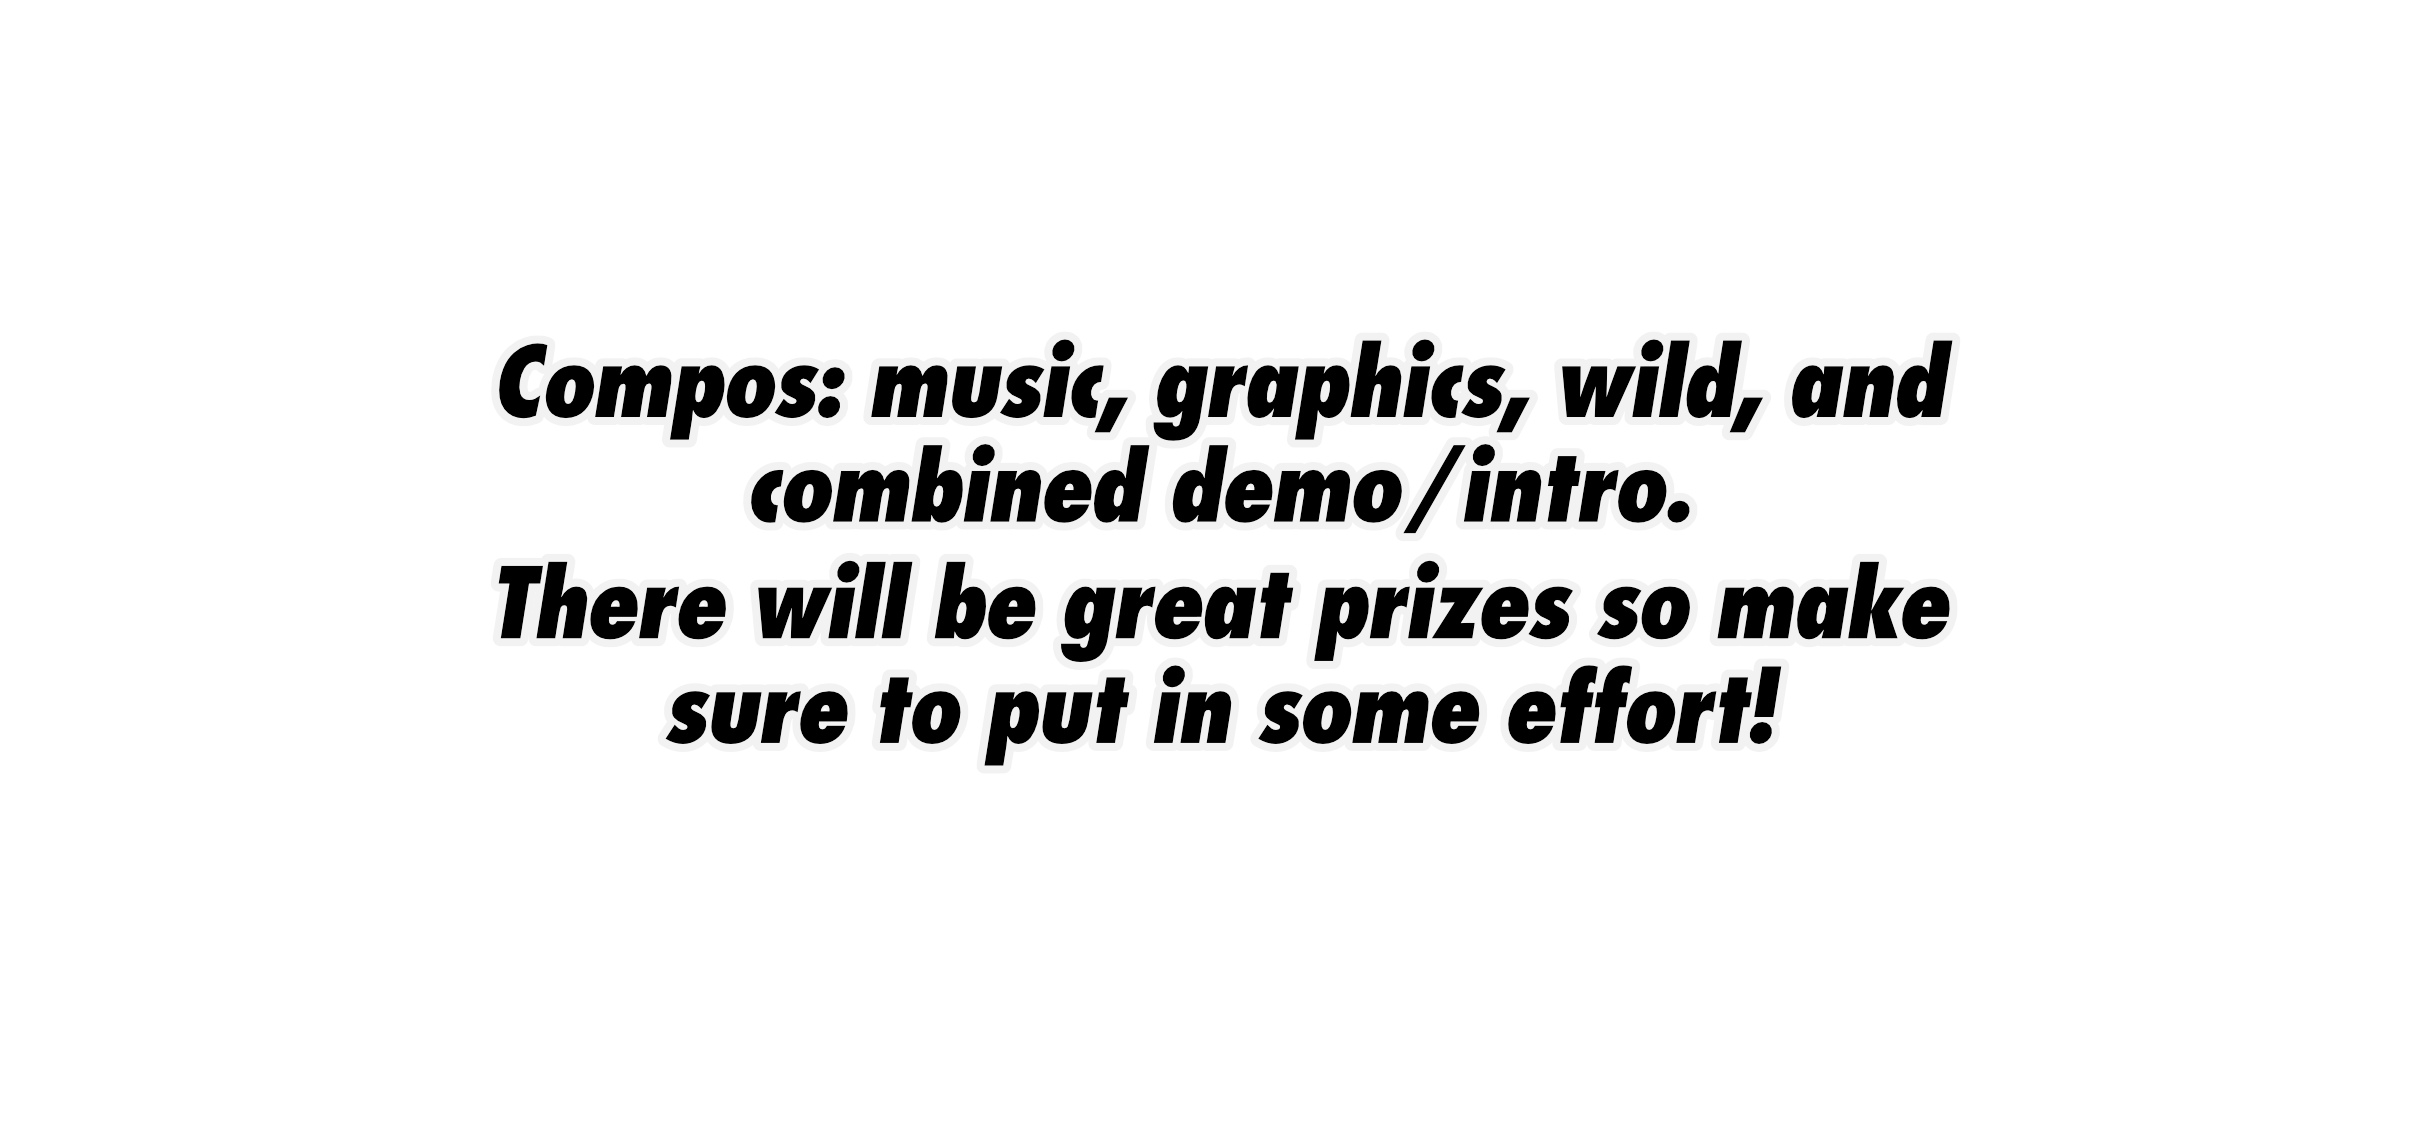 Compos: music, graphics, wild, and
combined demo/intro.
There will be great prizes so make
sure to put in some effort!